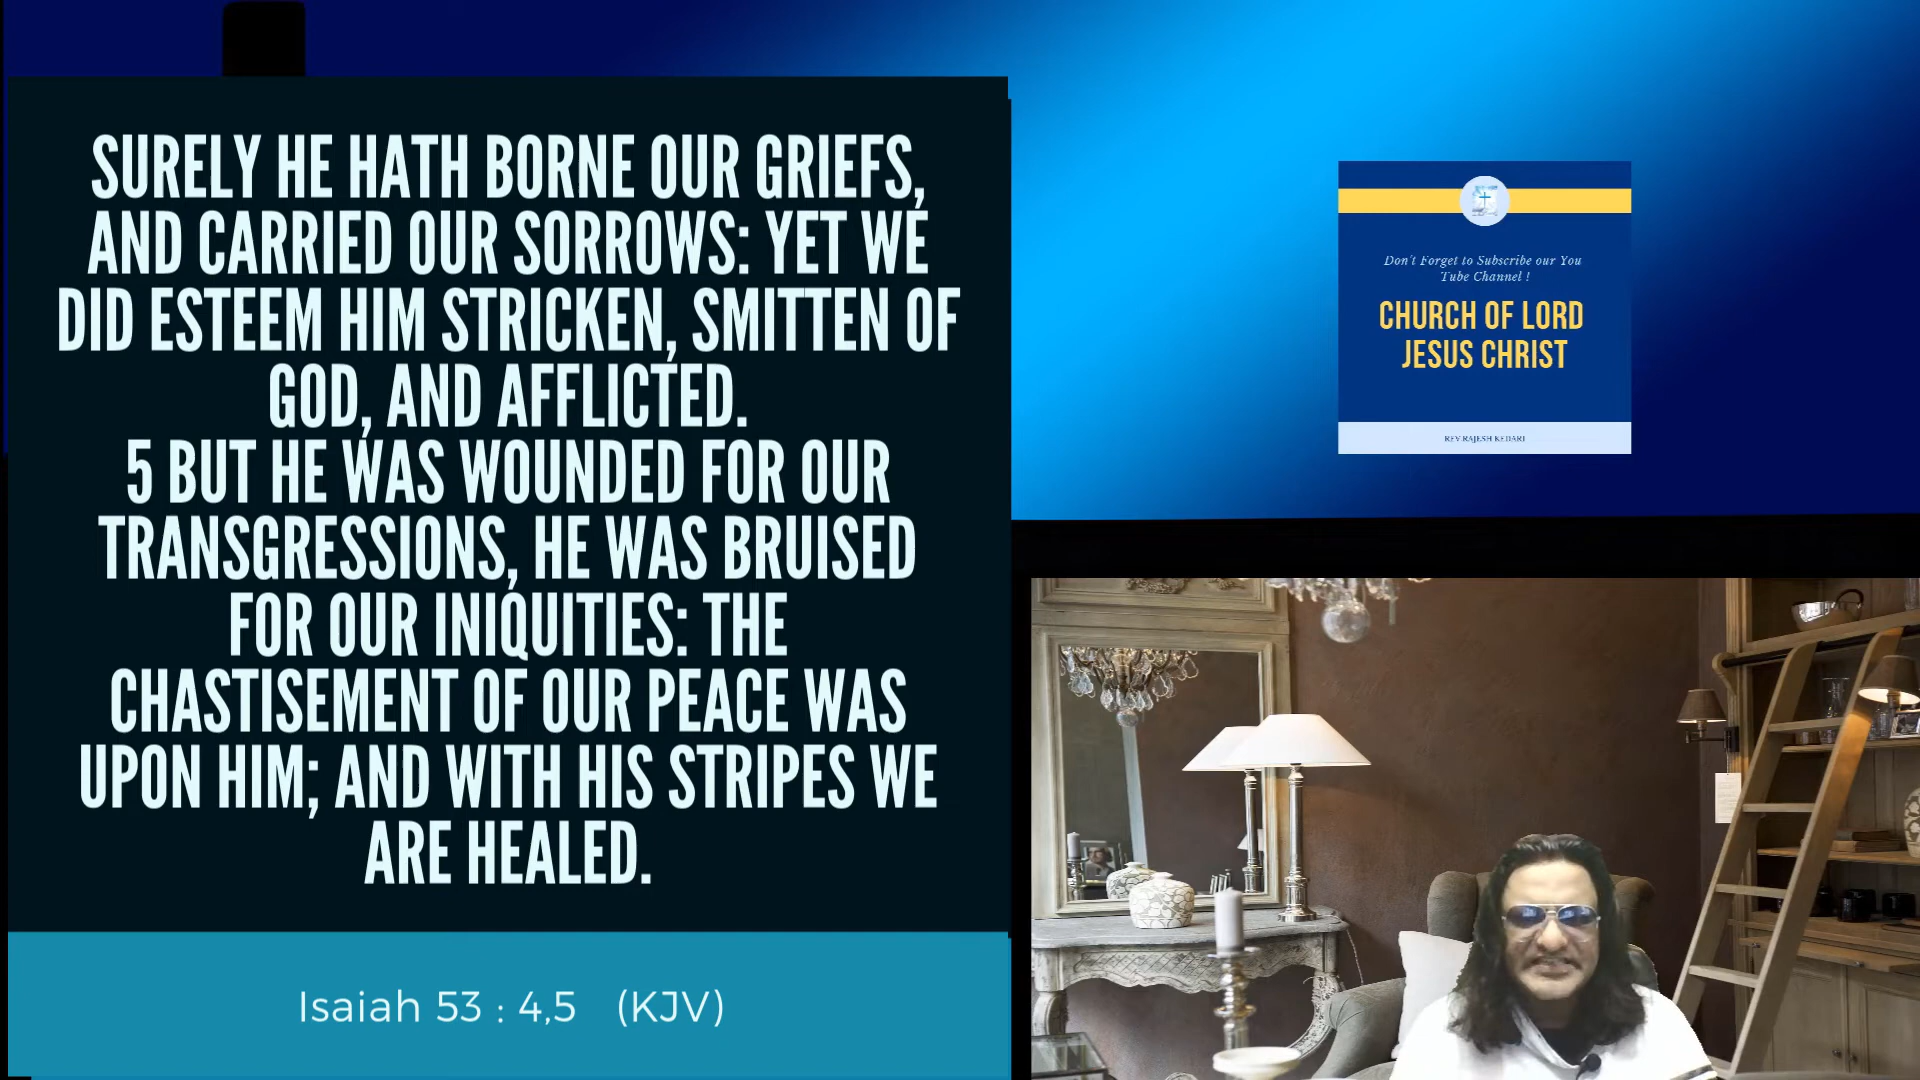 SURELY HE HATH BORNE OUR GRIEFS,
AND CARRIED OUR SORROWS: YET WE
DID ESTEEM HIM STRICKEN, SMITTEN OF
GOD, AND AFFLICTED.
5 BUT HE WAS WOUNDED FOR OUR
TRANSGRESSIONS, HE WAS BRUISED
FOR OUR INIQUITIES: THE
CHASTISEMENT OF OUR PEACE WAS
UPON HIM; AND WITH HIS STRIPES WE
ARE HEALED.
Isaiah 53 : 4,5 (KJV)
Don't Forget to Subscribe our You
Tube Channel !
CHURCH OF LORD
JESUS CHRIST
REV RAJESH KEDARI